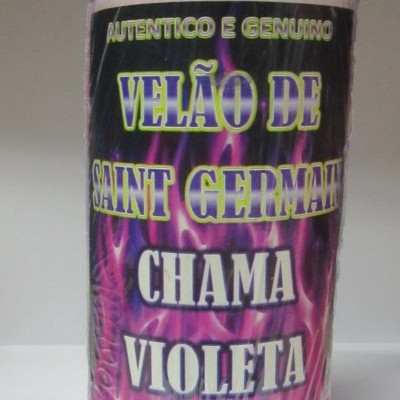 AUTENTICO E GENUINO
VELÃO DE
SAINT GERMAIN
CHAMA
VIOLETA